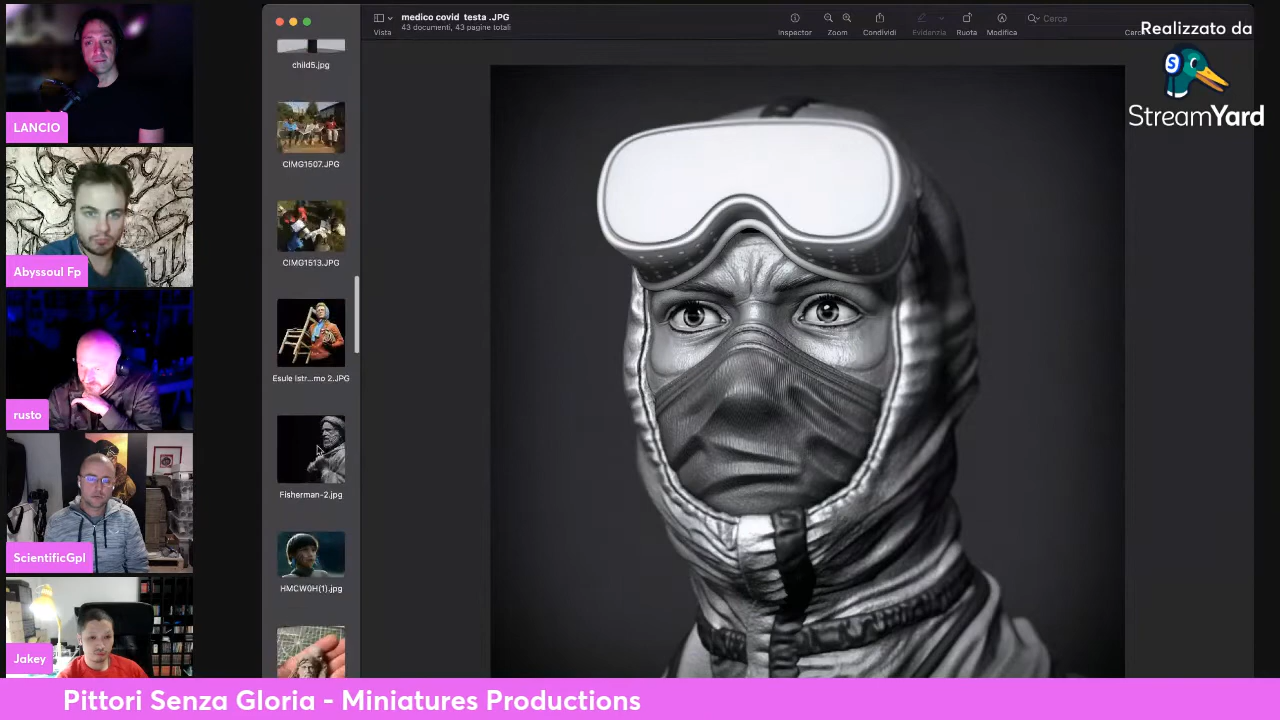 LANCIO
Abyssoul Fp
rusto
ScientificGpl
Jakey
child5.jpg
CIMG1507.JPG
CIMG1513.JPG
Esule istr...mo 2.JPG
Fisherman-2.jpg
HMCW0H(1).jpg
medico covid testa .JPG
43 documenti, 43 pagine totali
Vista
Inspector
Zoom
Condividi
Evidenzia
Ruota
Modifica
Cerca
Realizzato da
S
StreamYard
Pittori Senza Gloria - Miniatures Productions